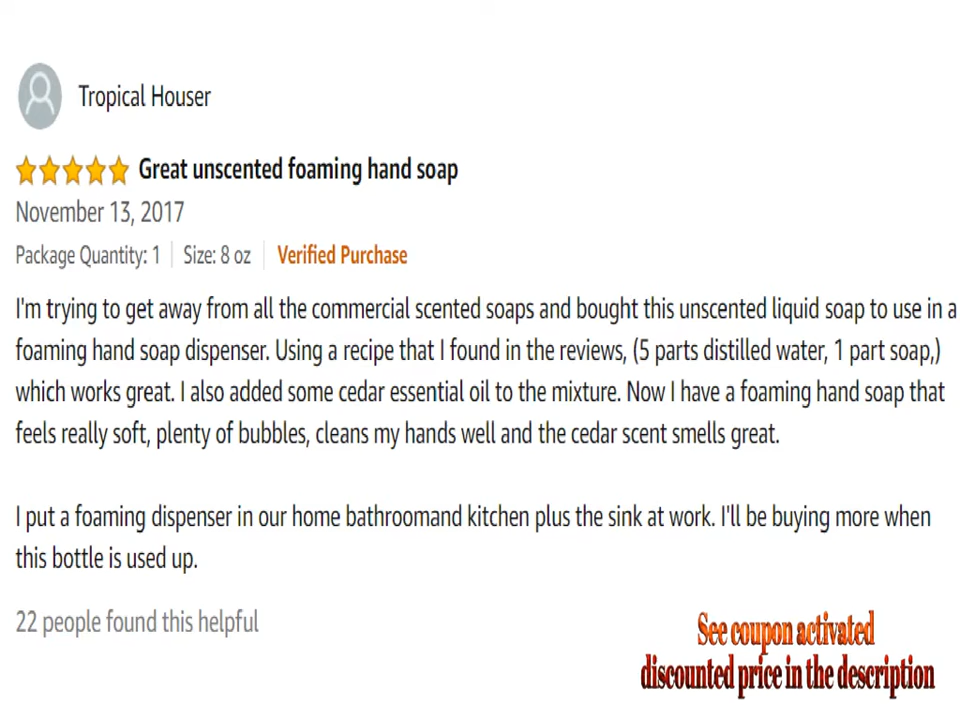 Tropical Houser
Great unscented foaming hand soap
November 13, 2017
Package Quantity: 1 | Size: 8 oz | Verified Purchase
I'm trying to get away from all the commercial scented soaps and bought this unscented liquid soap to use in a
foaming hand soap dispenser. Using a recipe that I found in the reviews, (5 parts distilled water, 1 part soap,)
which works great. I also added some cedar essential oil to the mixture. Now I have a foaming hand soap that
feels really soft, plenty of bubbles, cleans my hands well and the cedar scent smells great.
I put a foaming dispenser in our home bathroomand kitchen plus the sink at work. I'll be buying more when
this bottle is used up.
22 people found this helpful
See coupon activated
discounted price in the description